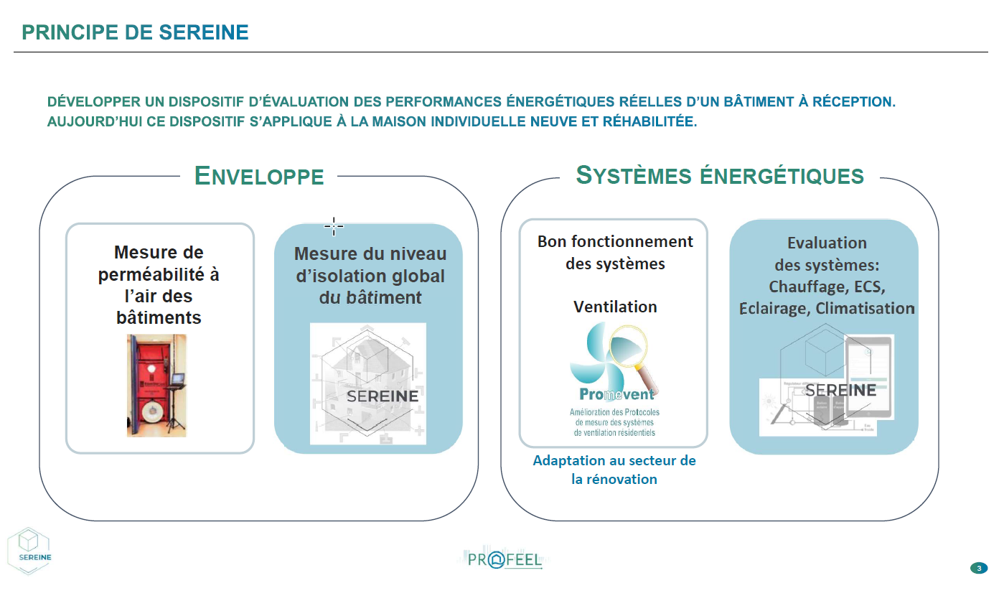 PRINCIPE DE SEREINE
DÉVELOPPER UN DISPOSITIF D'ÉVALUATION DES PERFORMANCES ÉNERGÉTIQUES RÉELLES D'UN BÂTIMENT À RÉCEPTION.
AUJOURD'HUI CE DISPOSITIF S'APPLIQUE À LA MAISON INDIVIDUELLE NEUVE ET RÉHABILITÉE.
ENVELOPPE
Mesure de
perméabilité à
l'air des
bâtiments
Mesure du niveau
d'isolation global
du bâtiment
SEREINE
SYSTÈMES ÉNERGÉTIQUES
Bon fonctionnement
des systèmes
Ventilation
Promevent
Amélioration des Protocoles
de mesure des systèmes
de ventilation résidentiels
Adaptation au secteur de
la rénovation
Evaluation
des systèmes:
Chauffage, ECS,
Eclairage, Climatisation
SEREINE
Eau
froide
SEREINE
PROFEEL
3